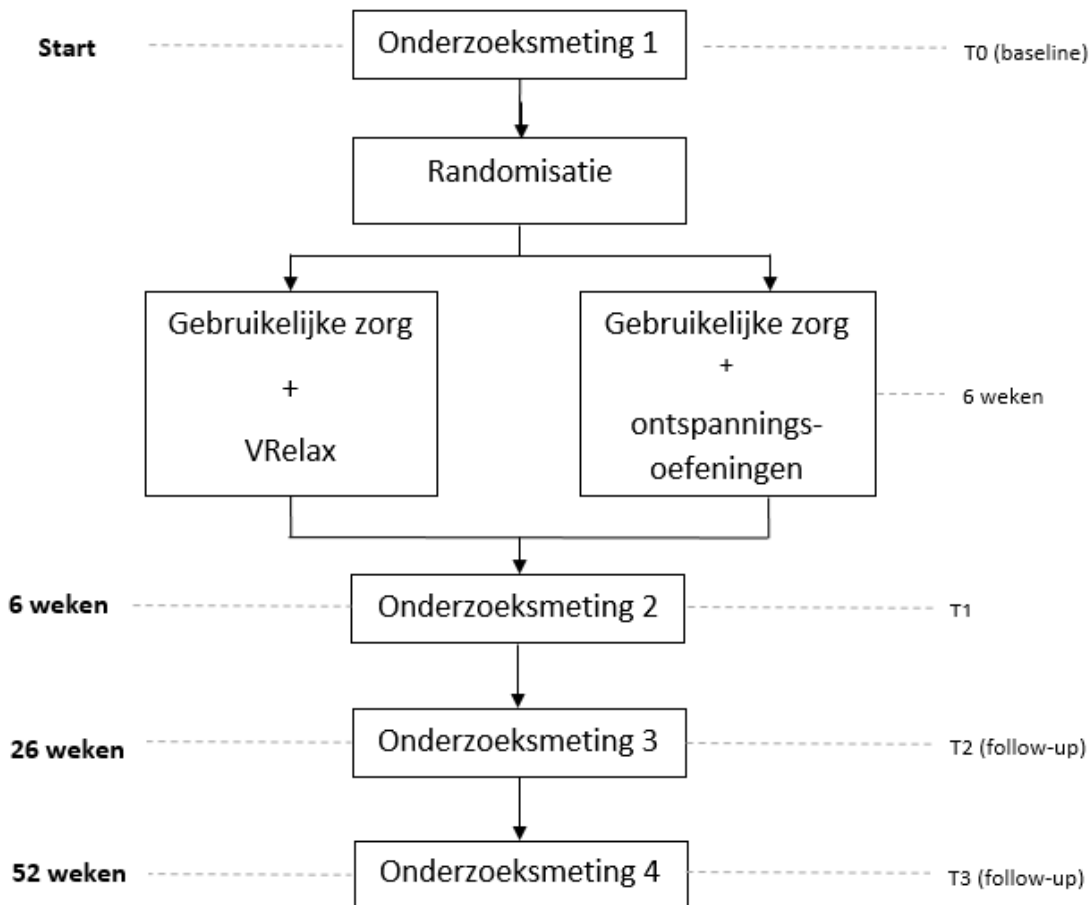 Start
Onderzoeksmeting 1
T0 (baseline)
Randomisatie
Gebruikelijke zorg
+
VRelax
Gebruikelijke zorg
+
ontspannings-
oefeningen
6 weken
6 weken
Onderzoeksmeting 2
T1
26 weken
Onderzoeksmeting 3
T2 (follow-up)
52 weken
Onderzoeksmeting 4
T3 (follow-up)